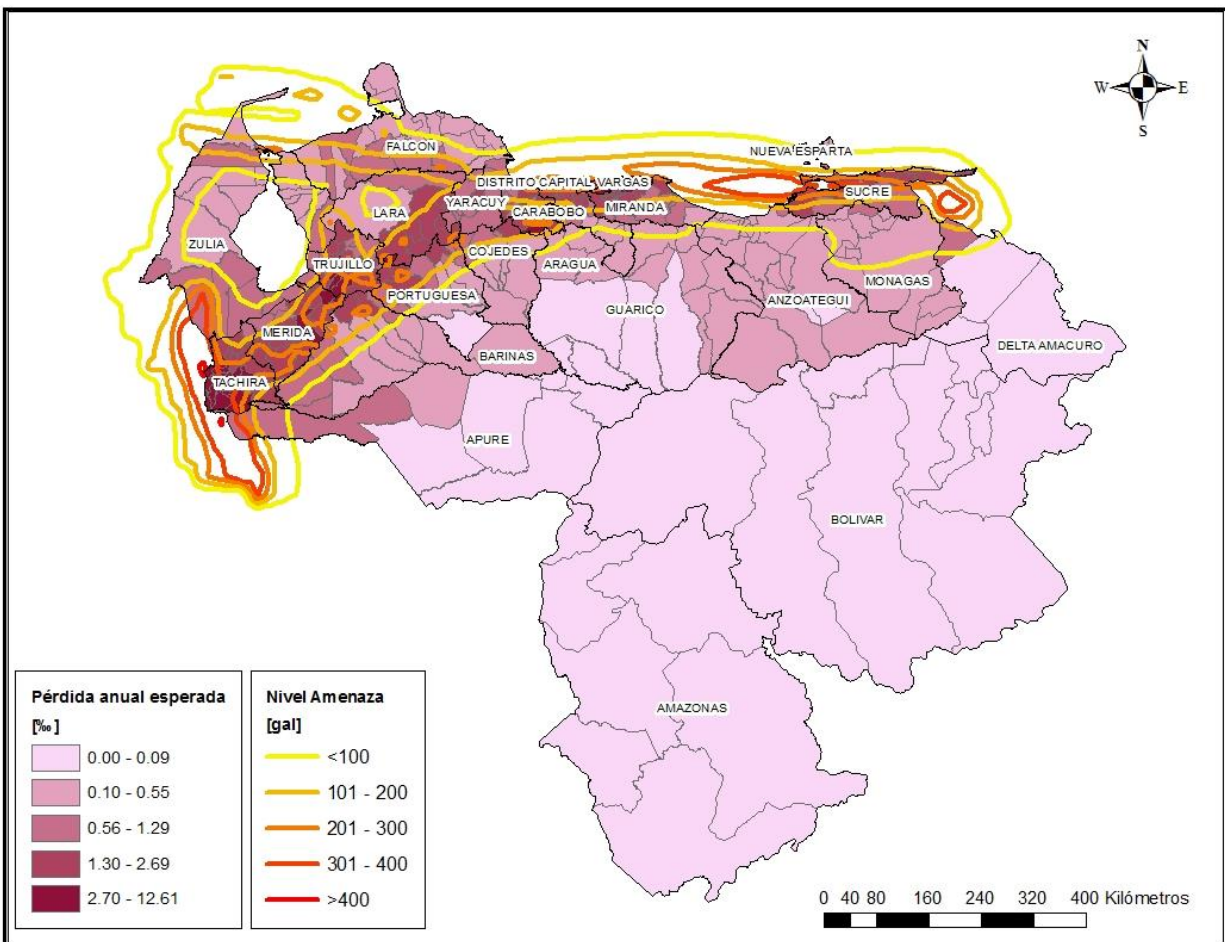 N
W E
S
NUEVA ESPARTA
FALCON
DISTRITO CAPITAL VARGAS
SUCRE
LARA
YARACUY
CARABOBO
MIRANDA
ZULIA
TRUJILLO
COJEDES
ARAGUA
PORTUGUESA
MONAGAS
ANZOATEGUI
GUARICO
MERIDA
DELTA AMACURO
BARINAS
TACHIRA
APURE
BOLIVAR
AMAZONAS
Pérdida anual esperada
[‰]
0.00 - 0.09
0.10 - 0.55
0.56 - 1.29
1.30 - 2.69
2.70 - 12.61
Nivel Amenaza
[gal]
<100
101 - 200
201 - 300
301 - 400
>400
0 40 80 160 240 320 400 Kilómetros